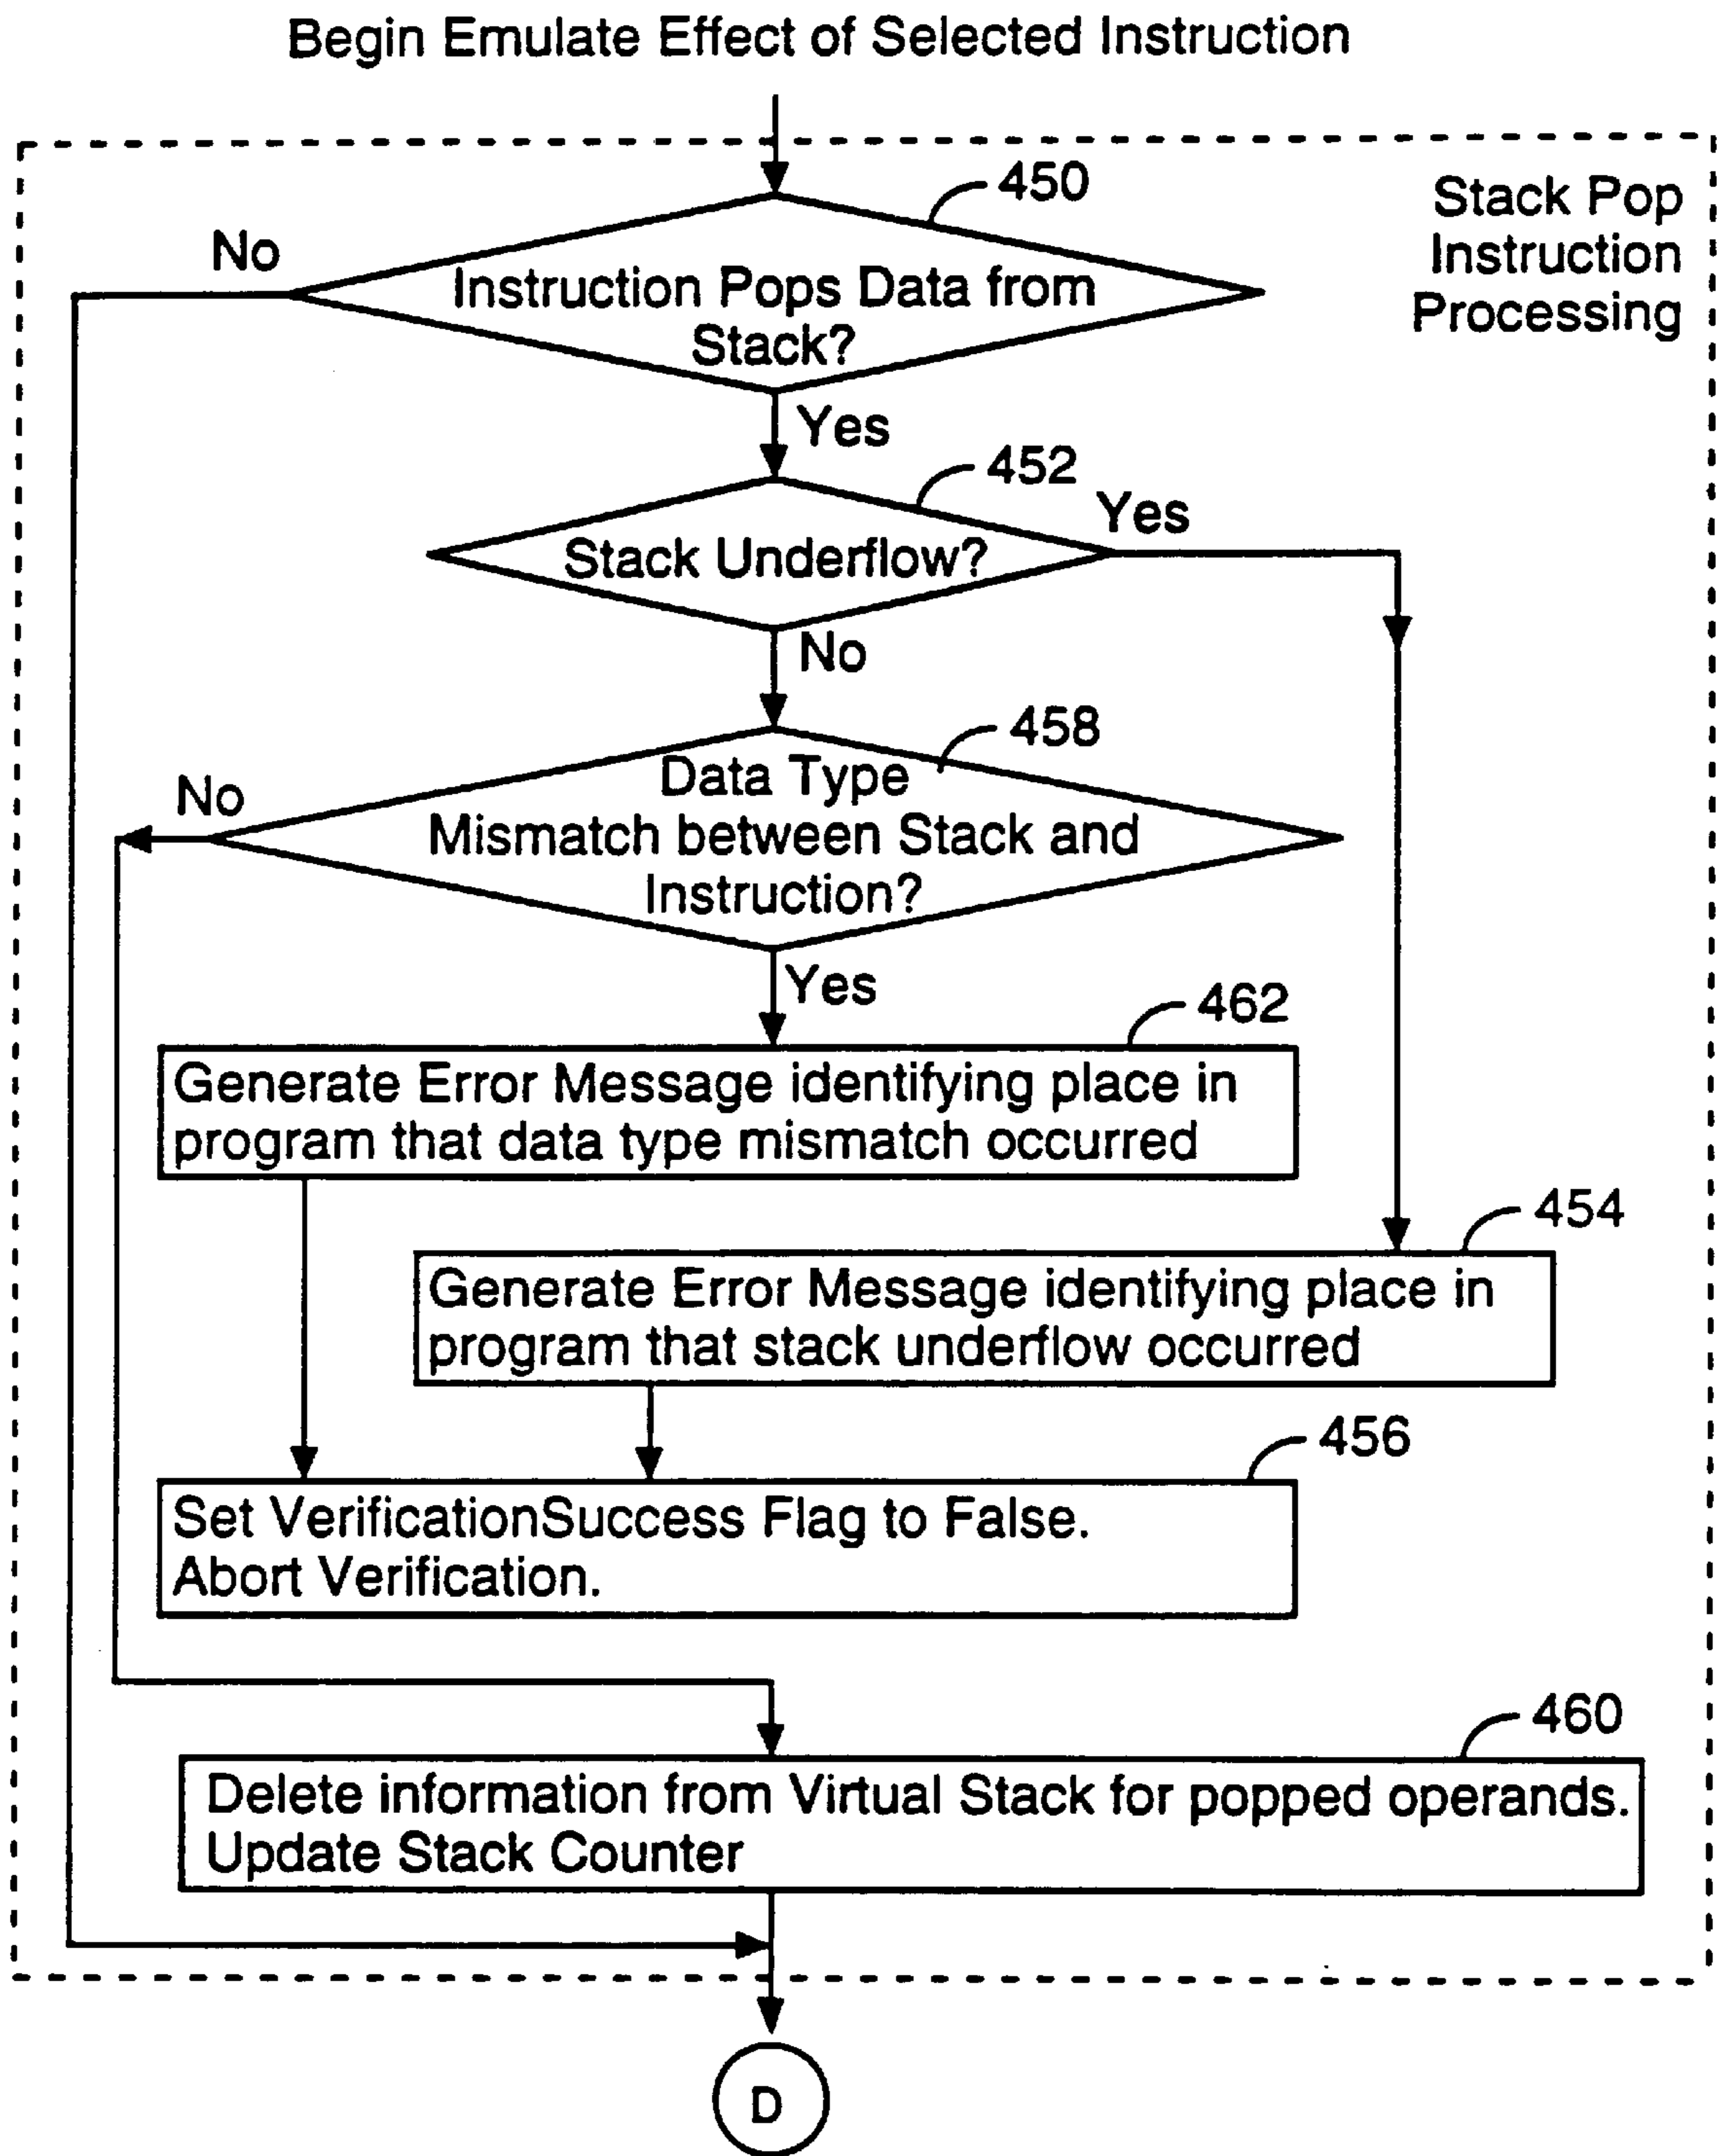 Begin Emulate Effect of Selected Instruction
450
Stack Pop
Instruction
Processing
No
Instruction Pops Data from
Stack?
Yes
452
Yes
Stack Underflow?
No
458
No
Data Type
Mismatch between Stack and
Instruction?
Yes
462
Generate Error Message identifying place in
program that data type mismatch occurred
454
Generate Error Message identifying place in
program that stack underflow occurred
456
Set VerificationSuccess Flag to False.
Abort Verification.
460
Delete information from Virtual Stack for popped operands.
Update Stack Counter
D